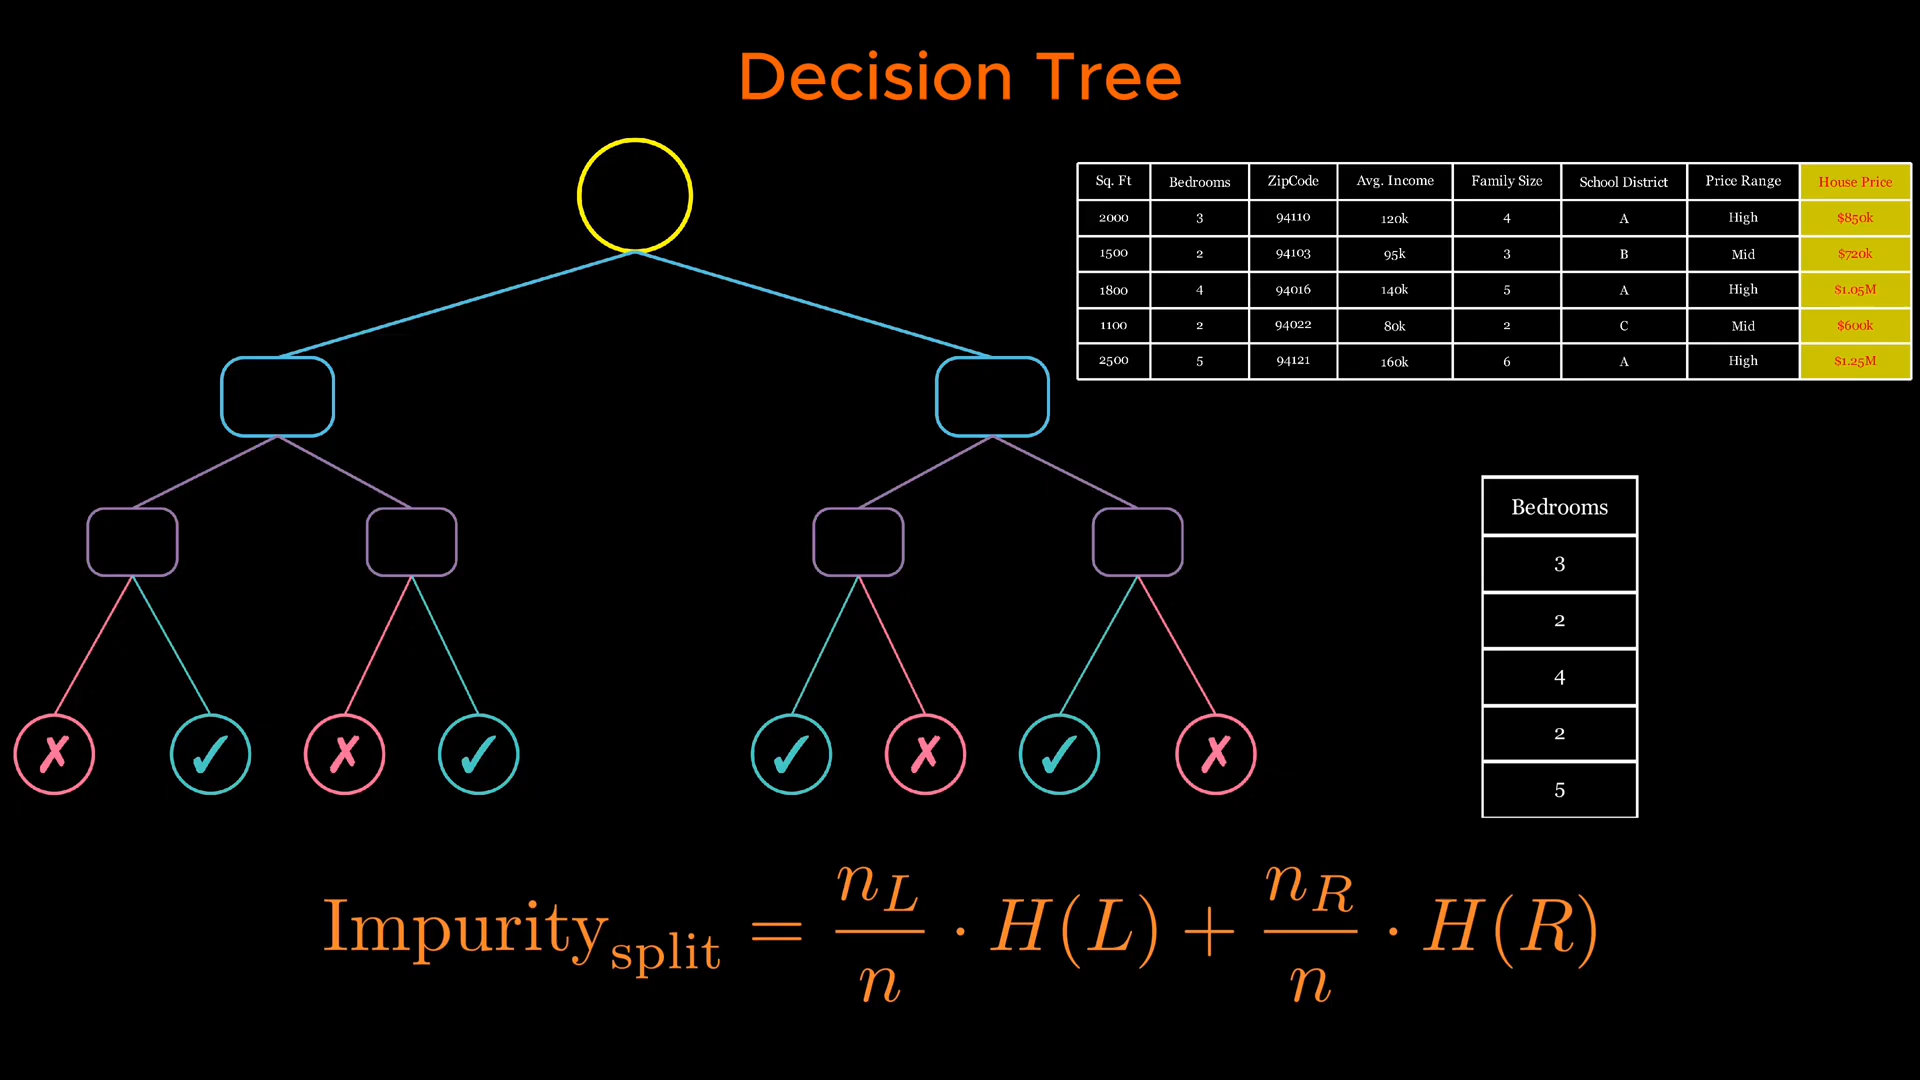 Decision Tree
Sq. Ft Bedrooms ZipCode Avg. Income Family Size School District Price Range House Price
2000 3 94110 120k 4 A High $850k
1500 2 94103 95k 3 B Mid $720k
1800 4 94016 140k 5 A High $1.05M
1100 2 94022 80k 2 C Mid $600k
2500 5 94121 160k 6 A High $1.25M
Bedrooms
3
2
4
2
5
✗ ✓ ✗ ✓ ✓ ✗ ✓ ✗
Impurity_split = n_L/n · H(L) + n_R/n · H(R)